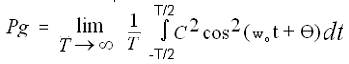 Pg = lim T→∞ 1/T ∫_{-T/2}^{T/2} C² cos² (w₀t + Θ) dt